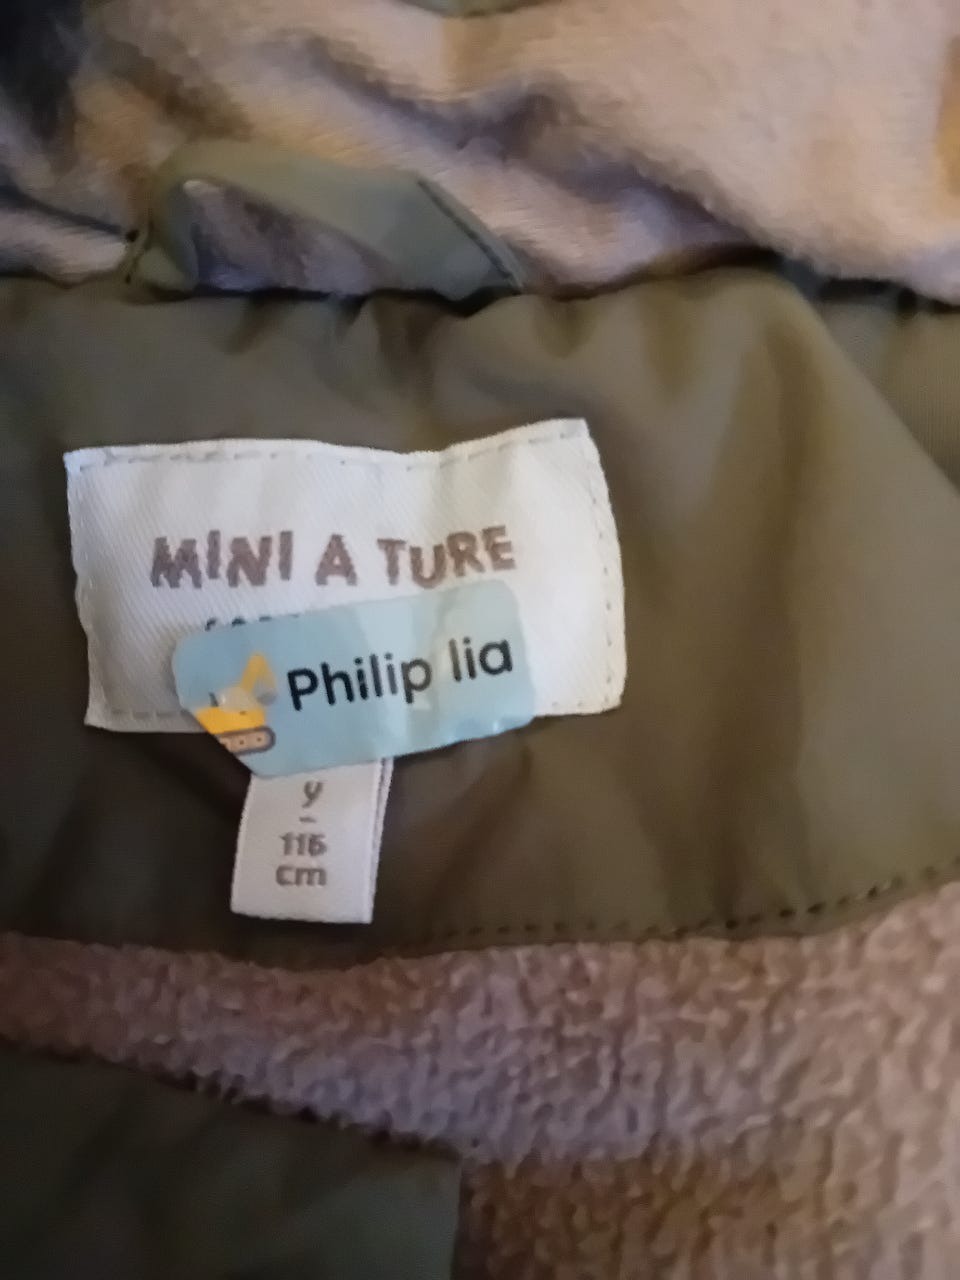 MINI A TURE
Philip lia
y
-
116
cm